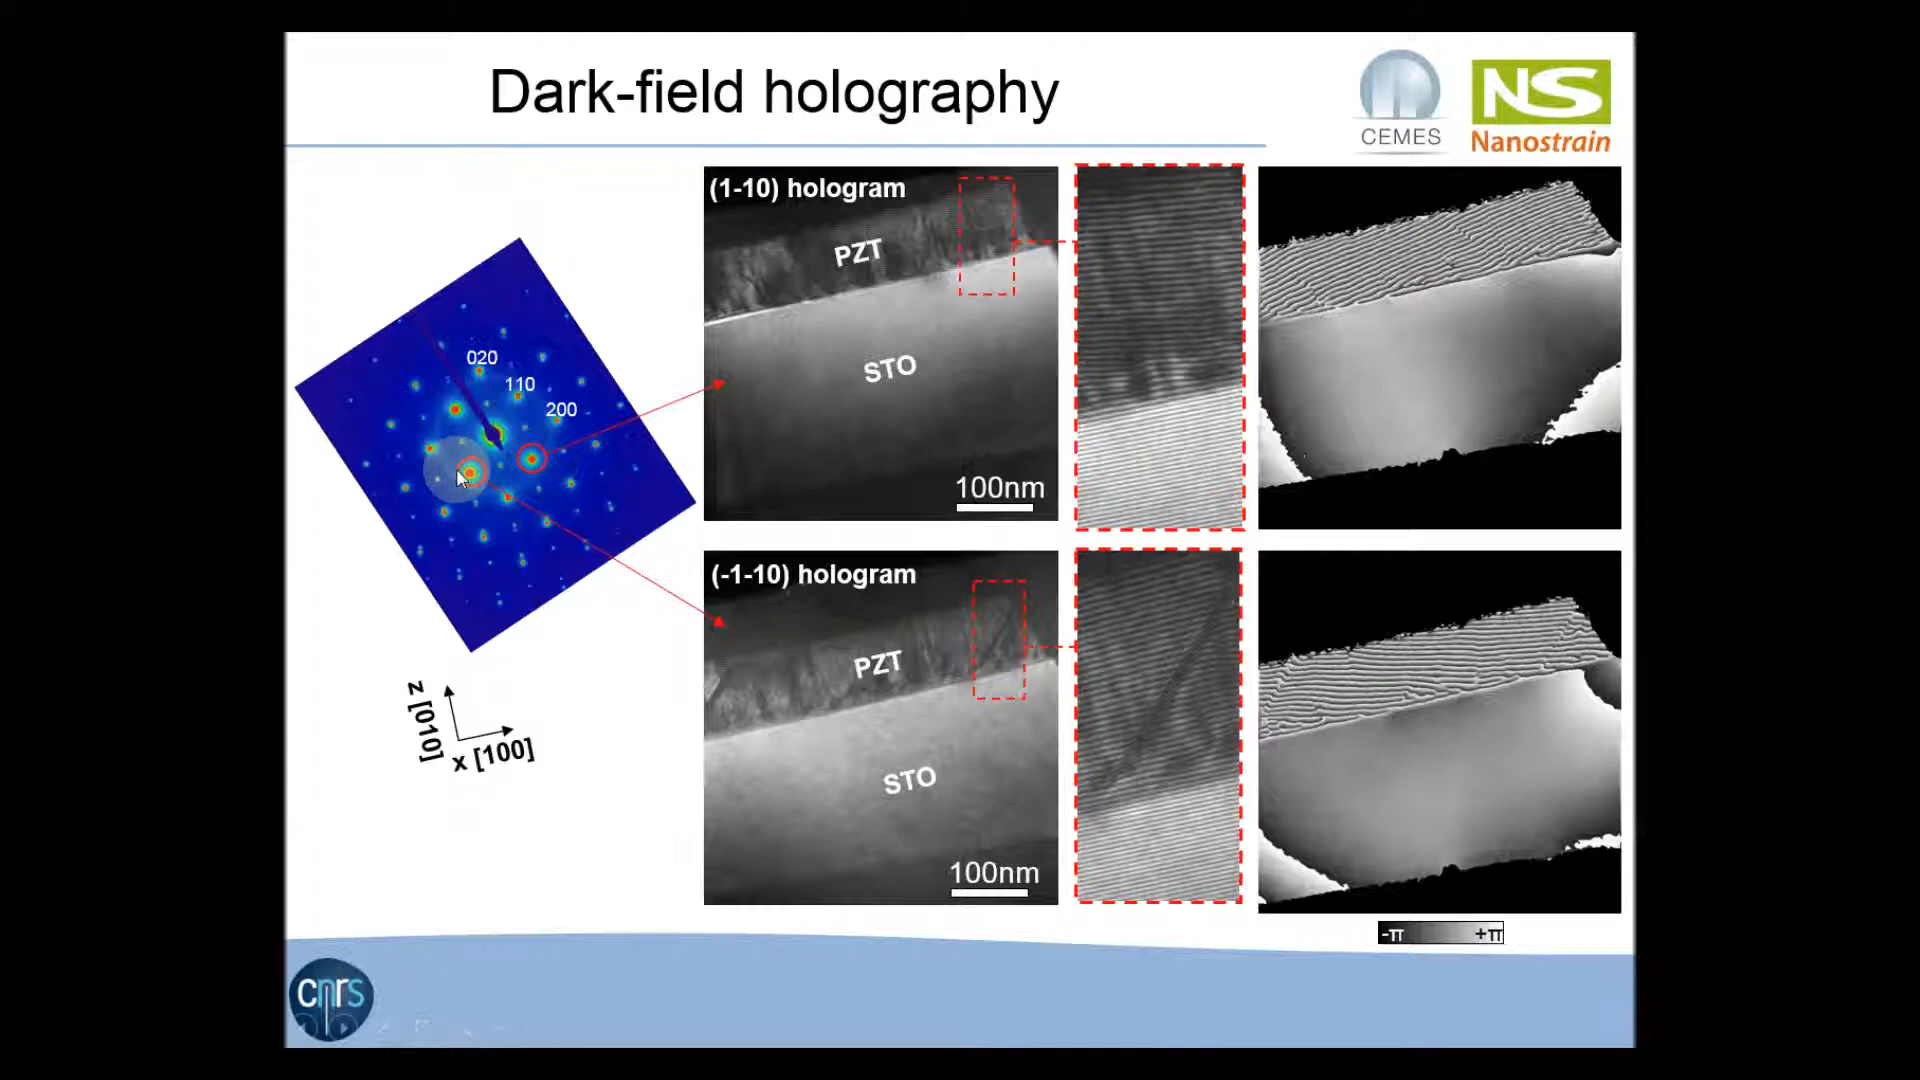 Dark-field holography
CEMES
NS
Nanostrain
020
110
200
z [010]
x [100]
(1-10) hologram
PZT
STO
100nm
(-1-10) hologram
PZT
STO
100nm
-π +π
cnrs